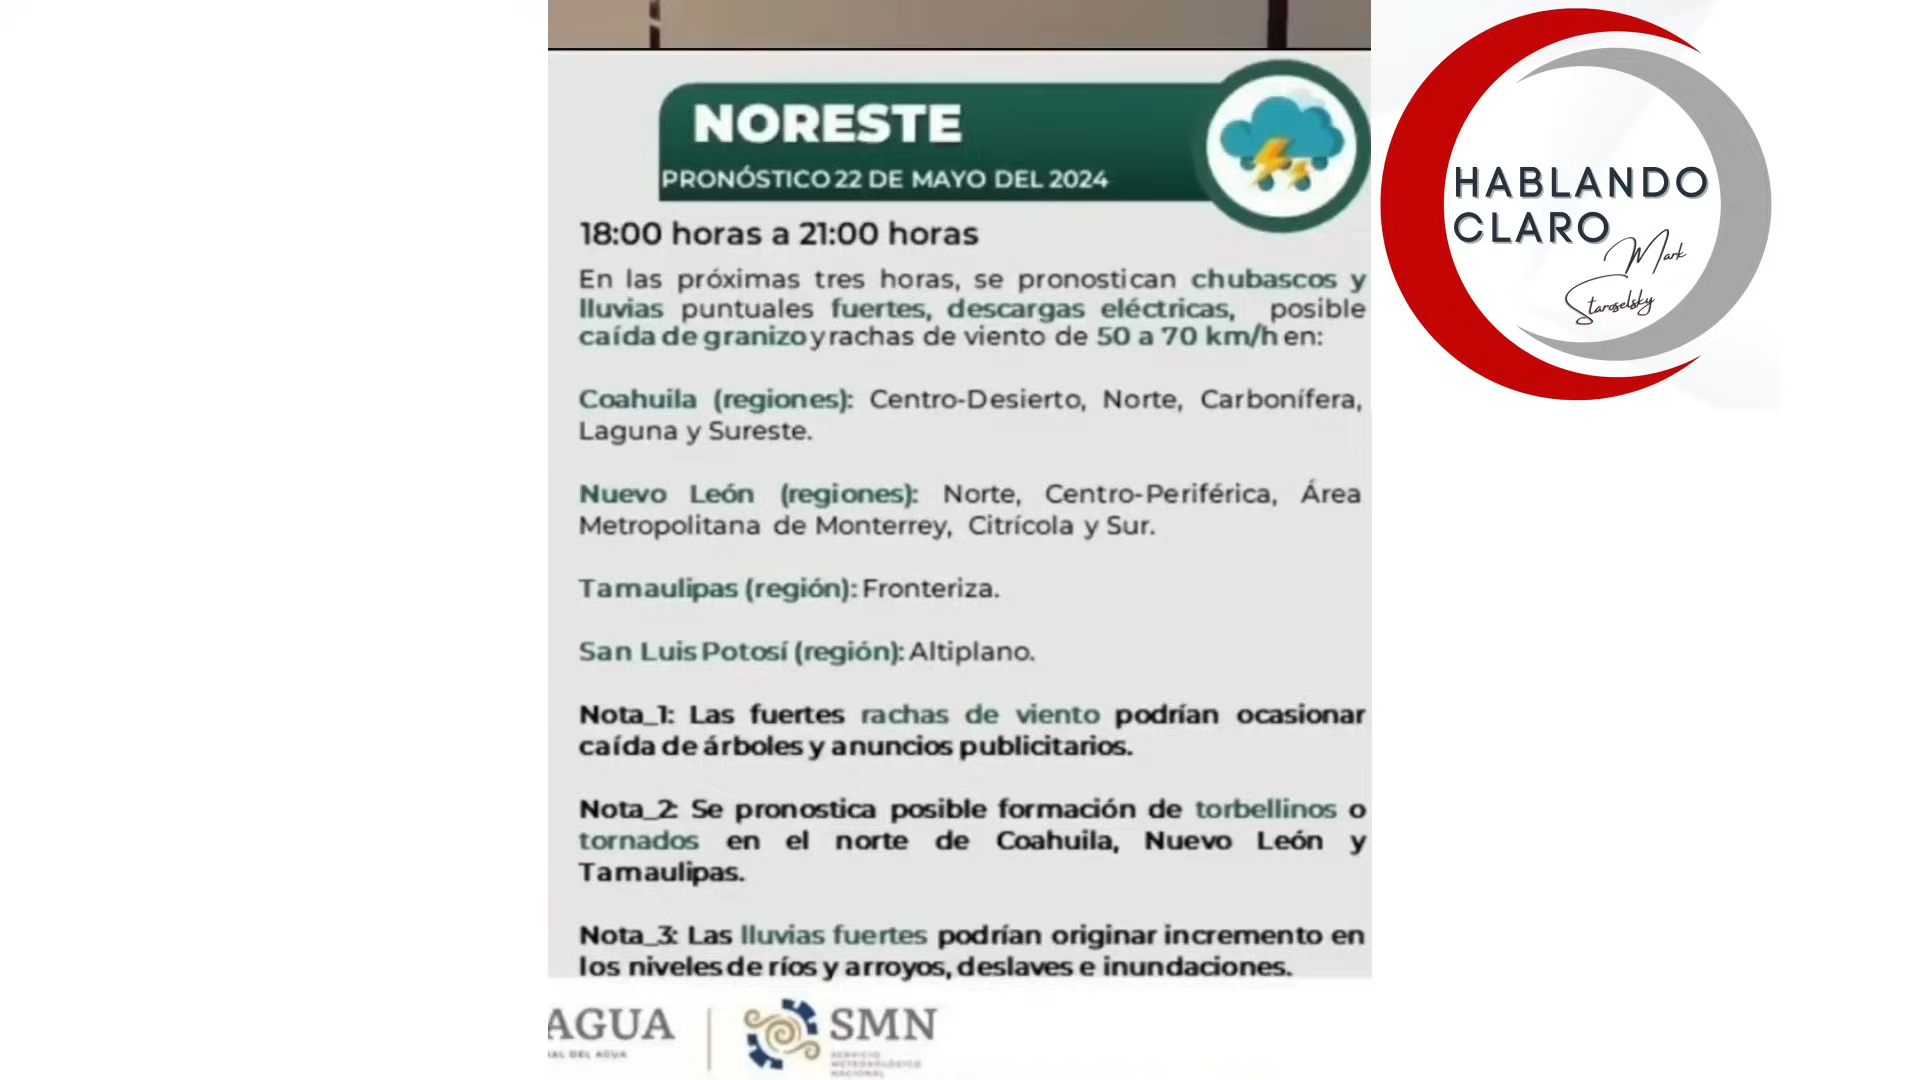 NORESTE
PRONÓSTICO 22 DE MAYO DEL 2024
18:00 horas a 21:00 horas
En las próximas tres horas, se pronostican chubascos y
lluvias puntuales fuertes, descargas eléctricas, posible
caída de granizo y rachas de viento de 50 a 70 km/h en:
Coahuila (regiones): Centro-Desierto, Norte, Carbonífera,
Laguna y Sureste.
Nuevo León (regiones): Norte, Centro-Periférica, Área
Metropolitana de Monterrey, Citrícola y Sur.
Tamaulipas (región): Fronteriza.
San Luis Potosí (región): Altiplano.
Nota_1: Las fuertes rachas de viento podrían ocasionar
caída de árboles y anuncios publicitarios.
Nota_2: Se pronostica posible formación de torbellinos o
tornados en el norte de Coahuila, Nuevo León y
Tamaulipas.
Nota_3: Las lluvias fuertes podrían originar incremento en
los niveles de ríos y arroyos, deslaves e inundaciones.
AGUA
AL DEL AGUA
SMN
SERVICIO
METEOROLÓGICO
NACIONAL
HABLANDO
CLARO
Mark
Staroselsky